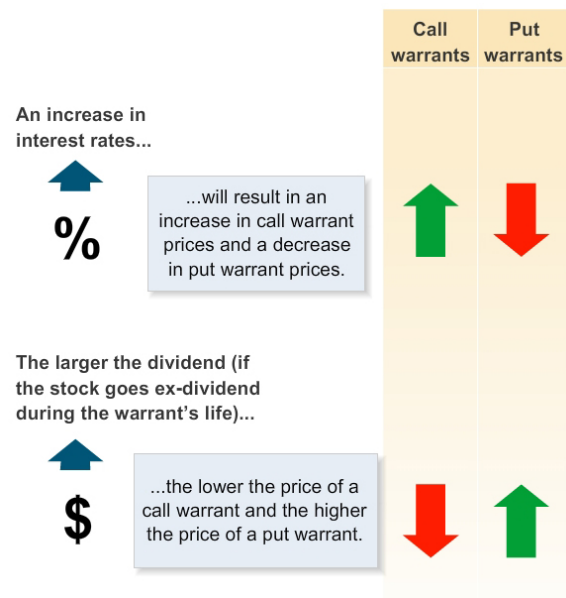 Call
warrants
Put
warrants
An increase in
interest rates...
%
...will result in an
increase in call warrant
prices and a decrease
in put warrant prices.
The larger the dividend (if
the stock goes ex-dividend
during the warrant’s life)...
$
...the lower the price of a
call warrant and the higher
the price of a put warrant.